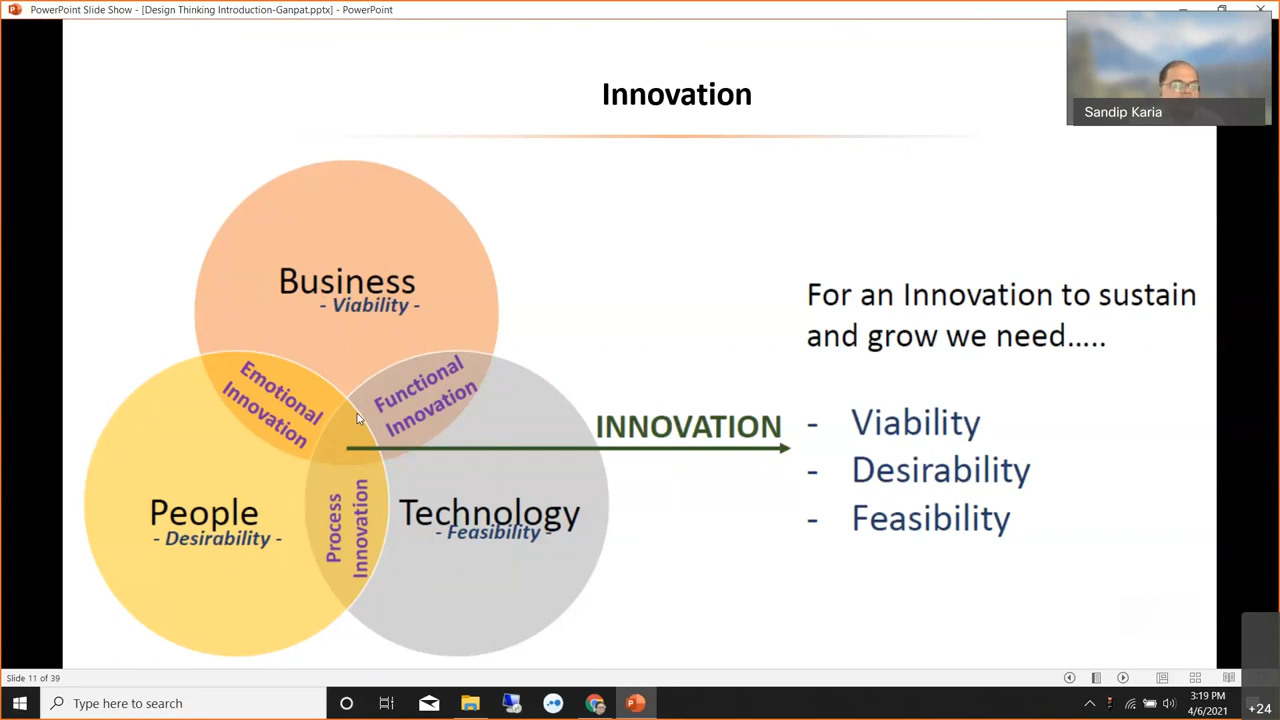 PowerPoint Slide Show - [Design Thinking Introduction-Ganpat.pptx] - PowerPoint
Sandip Karia
Innovation
Business
- Viability -
Emotional
Innovation
Functional
Innovation
People
- Desirability -
Process
Innovation
Technology
- Feasibility -
INNOVATION
For an Innovation to sustain
and grow we need.....
- Viability
- Desirability
- Feasibility
Slide 11 of 39
Type here to search
3:19 PM
4/6/2021
+24